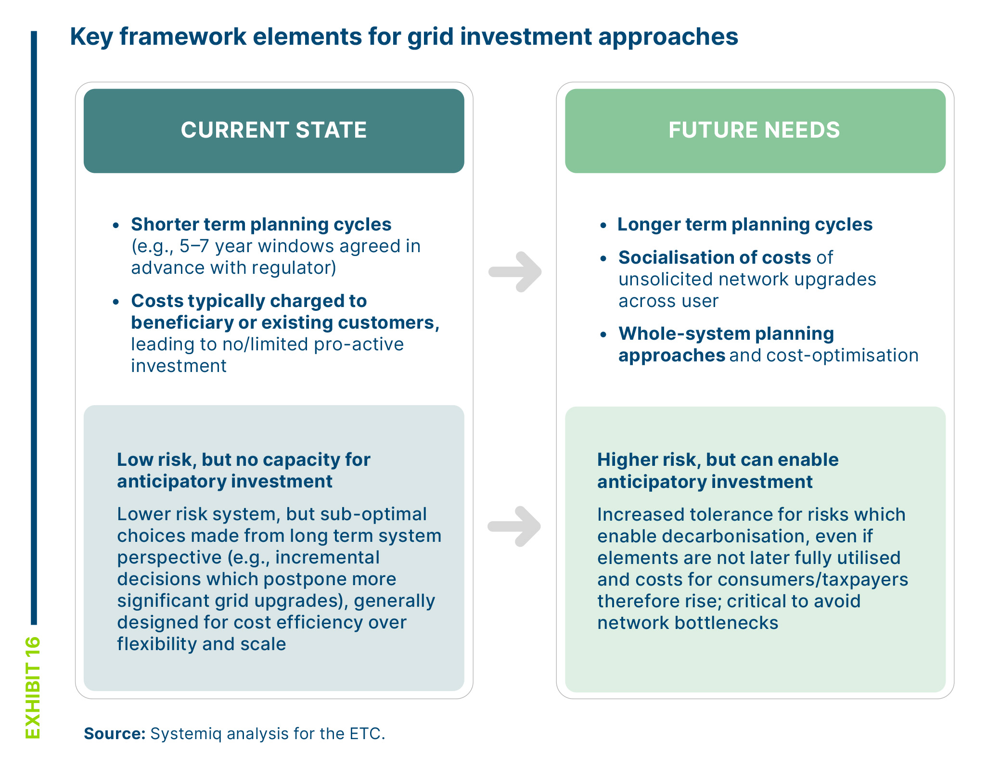 Key framework elements for grid investment approaches
CURRENT STATE
• Shorter term planning cycles
(e.g., 5–7 year windows agreed in
advance with regulator)
• Costs typically charged to
beneficiary or existing customers,
leading to no/limited pro-active
investment
Low risk, but no capacity for
anticipatory investment
Lower risk system, but sub-optimal
choices made from long term system
perspective (e.g., incremental
decisions which postpone more
significant grid upgrades), generally
designed for cost efficiency over
flexibility and scale
FUTURE NEEDS
• Longer term planning cycles
• Socialisation of costs of
unsolicited network upgrades
across user
• Whole-system planning
approaches and cost-optimisation
Higher risk, but can enable
anticipatory investment
Increased tolerance for risks which
enable decarbonisation, even if
elements are not later fully utilised
and costs for consumers/taxpayers
therefore rise; critical to avoid
network bottlenecks
EXHIBIT 16
Source: Systemiq analysis for the ETC.